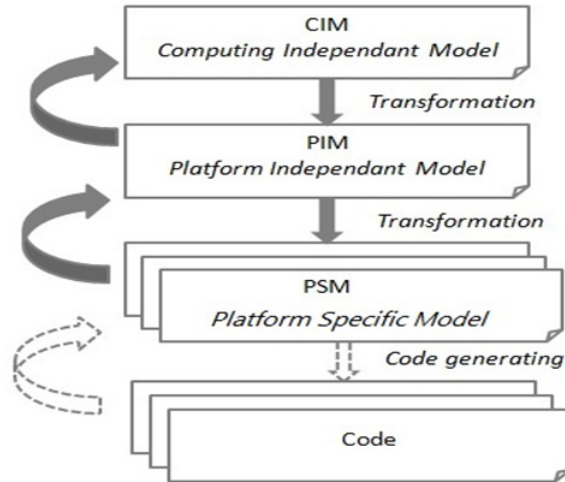 CIM
Computing Independant Model
Transformation
PIM
Platform Independant Model
Transformation
PSM
Platform Specific Model
Code generating
Code